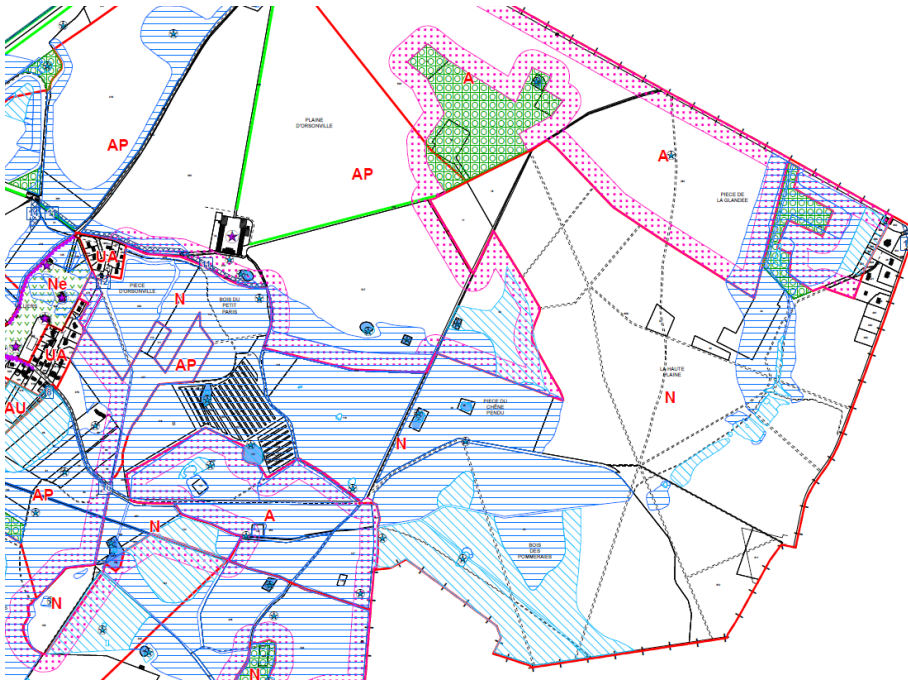 A
PLAINE
D'ORSONVILLE
AP
AP
A
PIECE DE
LA GLANDEE
UA
Ne
PIECE
D'ORSONVILLE
N
BOIS DU
PETIT
PARIS
UA
AP
LA HAUTE
PLAINE
N
AU
PIECE DU
CHÊNE
PENDU
N
AP
N
A
BOIS
DES
POMMERAIES
N
N